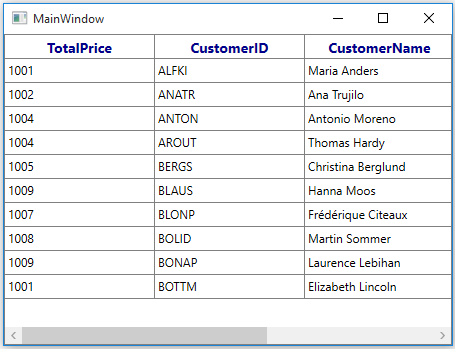 MainWindow
TotalPrice CustomerID CustomerName
1001 ALFKI Maria Anders
1002 ANATR Ana Trujilo
1004 ANTON Antonio Moreno
1004 AROUT Thomas Hardy
1005 BERGS Christina Berglund
1009 BLAUS Hanna Moos
1007 BLONP Frédérique Citeaux
1008 BOLID Martin Sommer
1009 BONAP Laurence Lebihan
1001 BOTTM Elizabeth Lincoln